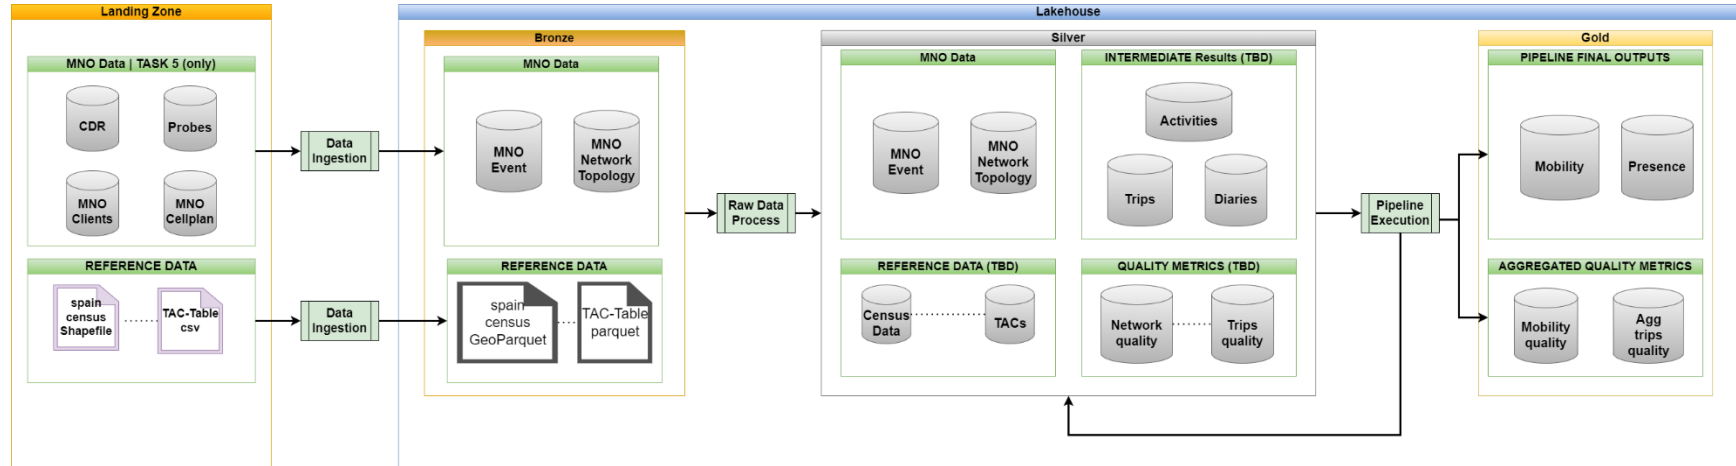 Landing Zone
MNO Data | TASK 5 (only)
CDR
Probes
MNO
Clients
MNO
Cellplan
REFERENCE DATA
spain
census
Shapefile
TAC-Table
csv
Data
Ingestion
Data
Ingestion
Lakehouse
Bronze
MNO Data
MNO
Event
MNO
Network
Topology
REFERENCE DATA
spain
census
GeoParquet
TAC-Table
parquet
Raw Data
Process
Silver
MNO Data
MNO
Event
MNO
Network
Topology
INTERMEDIATE Results (TBD)
Activities
Trips
Diaries
REFERENCE DATA (TBD)
Census
Data
TACs
QUALITY METRICS (TBD)
Network
quality
Trips
quality
Pipeline
Execution
Gold
PIPELINE FINAL OUTPUTS
Mobility
Presence
AGGREGATED QUALITY METRICS
Mobility
quality
Agg
trips
quality